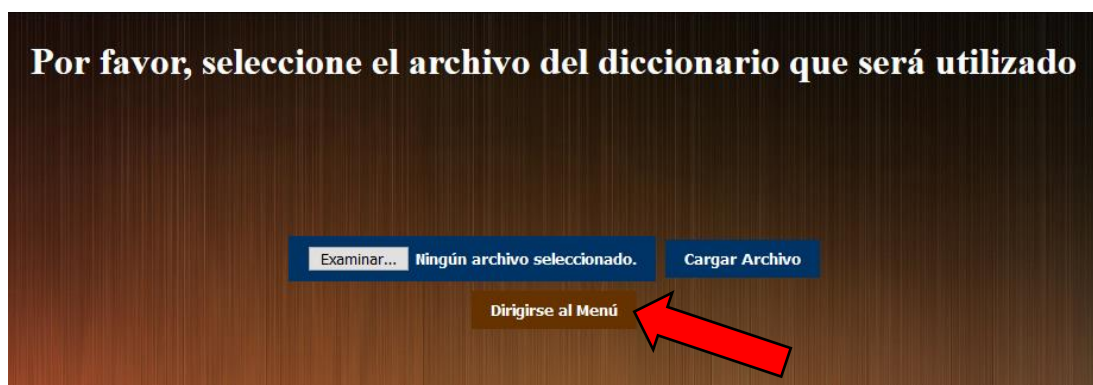 Por favor, seleccione el archivo del diccionario que será utilizado
Examinar... Ningún archivo seleccionado. Cargar Archivo
Dirigirse al Menú